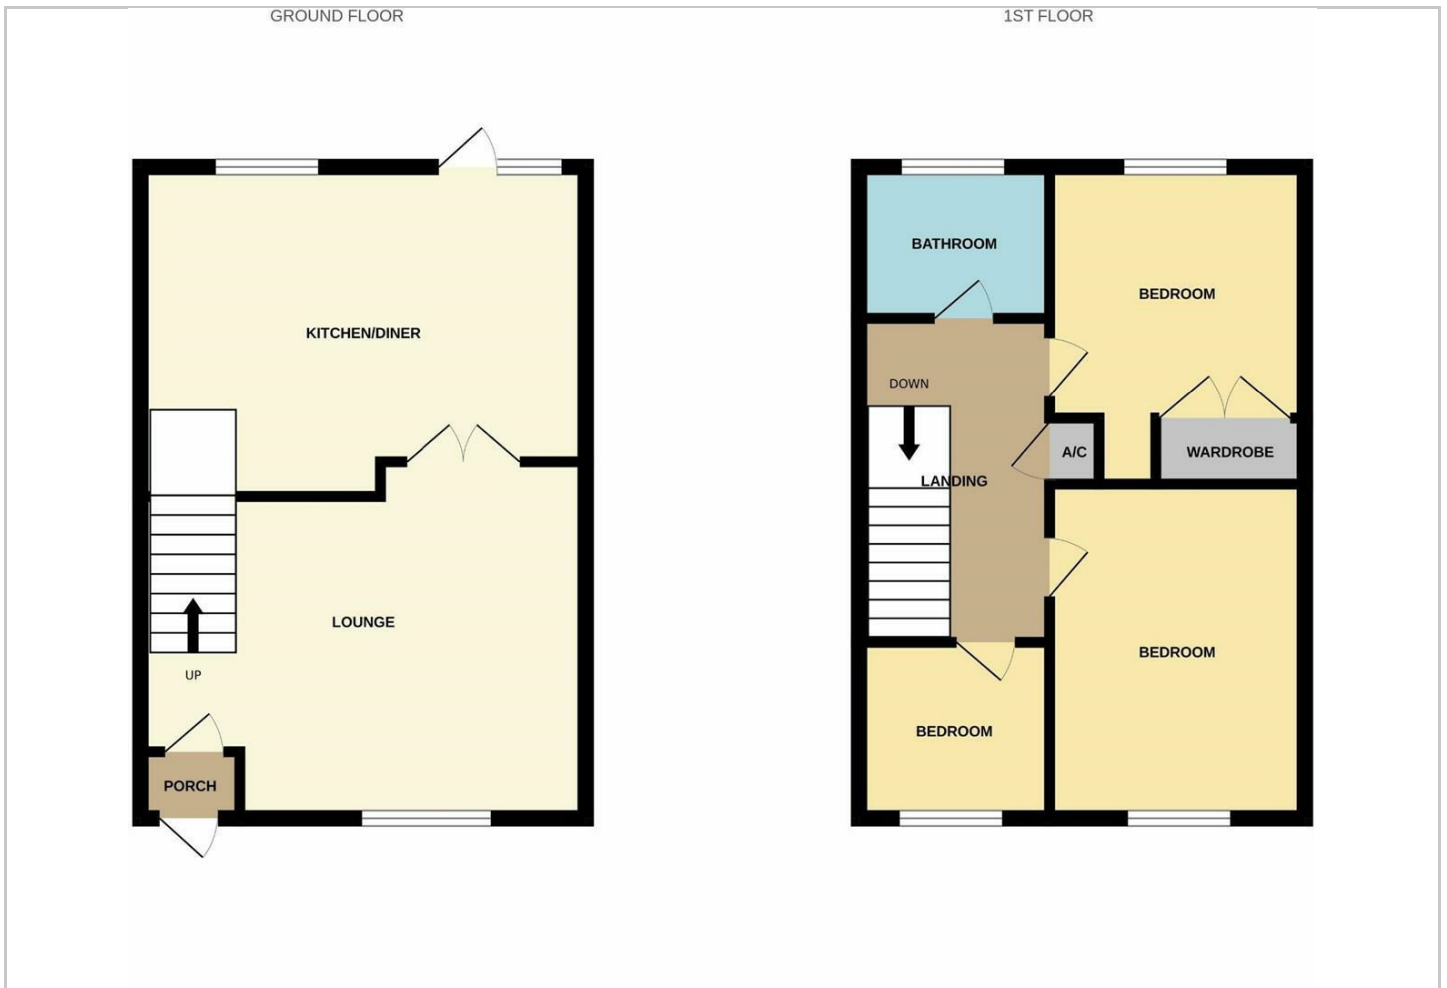 GROUND FLOOR
KITCHEN/DINER
LOUNGE
UP
PORCH
1ST FLOOR
BATHROOM
BEDROOM
DOWN
A/C
WARDROBE
LANDING
BEDROOM
BEDROOM